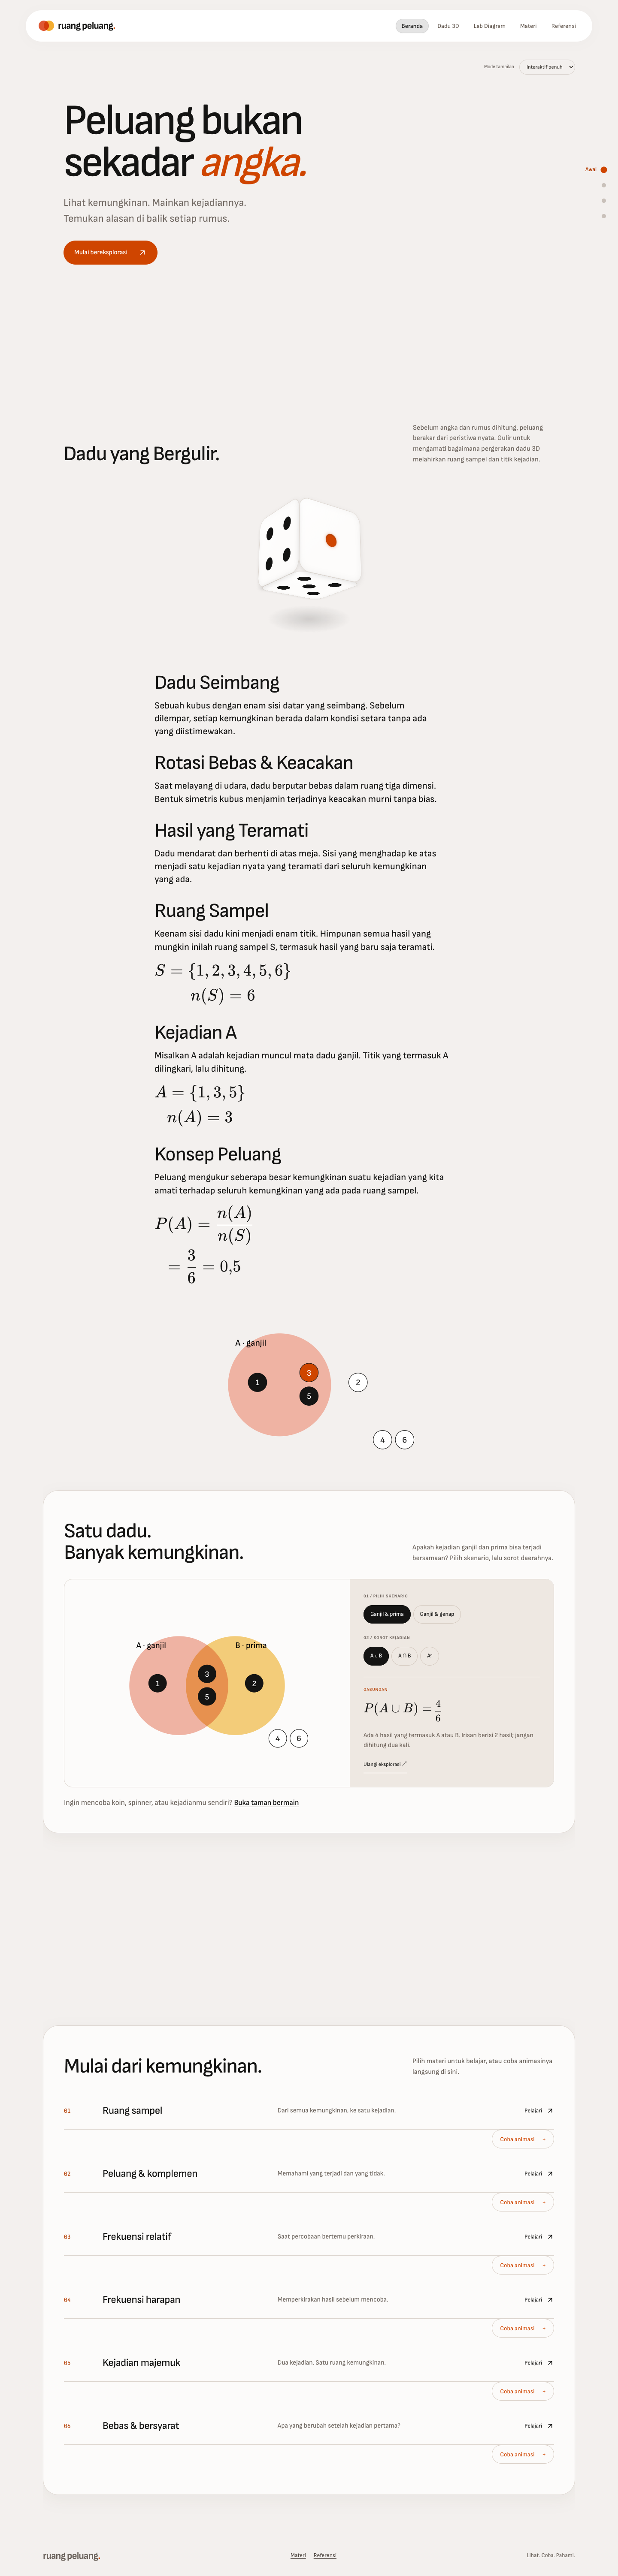 ruang peluang.
Beranda
Dadu 3D
Lab Diagram
Materi
Referensi
Mode tampilan
Interaktif penuh
Peluang bukan
sekadar angka.
Awal
Lihat kemungkinan. Mainkan kejadiannya.
Temukan alasan di balik setiap rumus.
Mulai bereksplorasi
Dadu yang Bergulir.
Sebelum angka dan rumus dihitung, peluang
berakar dari peristiwa nyata. Gulir untuk
mengamati bagaimana pergerakan dadu 3D
melahirkan ruang sampel dan titik kejadian.
Dadu Seimbang
Sebuah kubus dengan enam sisi datar yang seimbang. Sebelum
dilempar, setiap kemungkinan berada dalam kondisi setara tanpa ada
yang diistimewakan.
Rotasi Bebas & Keacakan
Saat melayang di udara, dadu berputar bebas dalam ruang tiga dimensi.
Bentuk simetris kubus menjamin terjadinya keacakan murni tanpa bias.
Hasil yang Teramati
Dadu mendarat dan berhenti di atas meja. Sisi yang menghadap ke atas
menjadi satu kejadian nyata yang teramati dari seluruh kemungkinan
yang ada.
Ruang Sampel
Keenam sisi dadu kini menjadi enam titik. Himpunan semua hasil yang
mungkin inilah ruang sampel S, termasuk hasil yang baru saja teramati.
S = {1, 2, 3, 4, 5, 6}
n(S) = 6
Kejadian A
Misalkan A adalah kejadian muncul mata dadu ganjil. Titik yang termasuk A
dilingkari, lalu dihitung.
A = {1, 3, 5}
n(A) = 3
Konsep Peluang
Peluang mengukur seberapa besar kemungkinan suatu kejadian yang kita
amati terhadap seluruh kemungkinan yang ada pada ruang sampel.
P(A) = n(A)/n(S)
= 3/6 = 0,5
A · ganjil
1
3
5
2
4
6
Satu dadu.
Banyak kemungkinan.
Apakah kejadian ganjil dan prima bisa terjadi
bersamaan? Pilih skenario, lalu sorot daerahnya.
A · ganjil
B · prima
1
3
5
2
4
6
01 / PILIH SKENARIO
Ganjil & prima
Ganjil & genap
02 / SOROT KEJADIAN
A ∪ B
A ∩ B
Aᶜ
GABUNGAN
P(A ∪ B) = 4/6
Ada 4 hasil yang termasuk A atau B. Irisan berisi 2 hasil; jangan
dihitung dua kali.
Ulangi eksplorasi ↗
Ingin mencoba koin, spinner, atau kejadianmu sendiri? Buka taman bermain
Mulai dari kemungkinan.
Pilih materi untuk belajar, atau coba animasinya
langsung di sini.
01
Ruang sampel
Dari semua kemungkinan, ke satu kejadian.
Pelajari
Coba animasi +
02
Peluang & komplemen
Memahami yang terjadi dan yang tidak.
Pelajari
Coba animasi +
03
Frekuensi relatif
Saat percobaan bertemu perkiraan.
Pelajari
Coba animasi +
04
Frekuensi harapan
Memperkirakan hasil sebelum mencoba.
Pelajari
Coba animasi +
05
Kejadian majemuk
Dua kejadian. Satu ruang kemungkinan.
Pelajari
Coba animasi +
06
Bebas & bersyarat
Apa yang berubah setelah kejadian pertama?
Pelajari
Coba animasi +
ruang peluang.
Materi
Referensi
Lihat. Coba. Pahami.